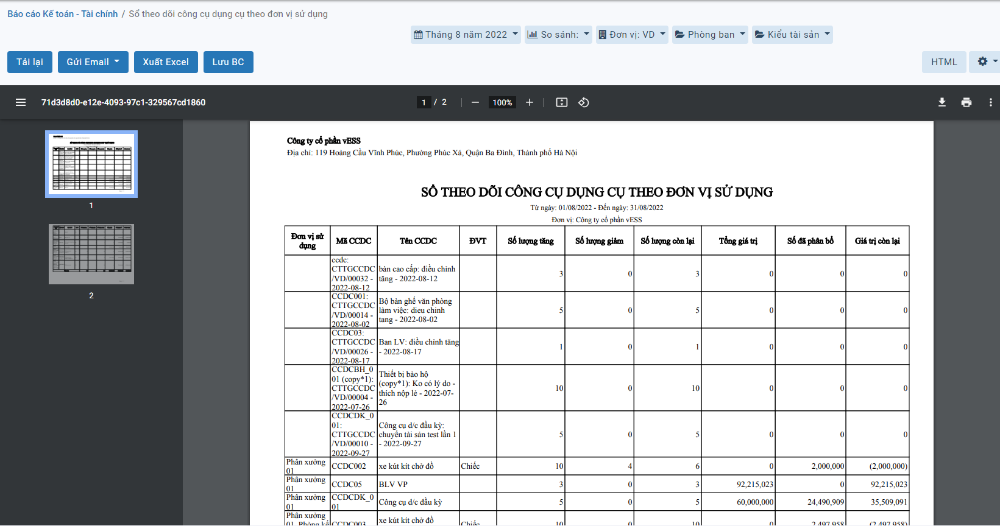 Báo cáo Kế toán - Tài chính / Sổ theo dõi công cụ dụng cụ theo đơn vị sử dụng
Tháng 8 năm 2022 So sánh: Đơn vị: VD Phòng ban Kiểu tài sản
Tải lại Gửi Email Xuất Excel Lưu BC HTML
71d3d8d0-e12e-4093-97c1-329567cd1860 1 / 2 100%
1
2
Công ty cổ phần vESS
Địa chỉ: 119 Hoàng Cầu Vĩnh Phúc, Phường Phúc Xá, Quận Ba Đình, Thành phố Hà Nội
SỔ THEO DÕI CÔNG CỤ DỤNG CỤ THEO ĐƠN VỊ SỬ DỤNG
Từ ngày: 01/08/2022 - Đến ngày: 31/08/2022
Đơn vị: Công ty cổ phần vESS
Đơn vị sử
dụng
Mã CCDC Tên CCDC ĐVT Số lượng tăng Số lượng giảm Số lượng còn lại Tổng giá trị Số đã phân bổ Giá trị còn lại
ccdc:
CTTGCCDC
/VD/00032 -
2022-08-12
bàn cao cấp: điều chỉnh
tăng - 2022-08-12
3 0 3 0 0 0
CCDC001:
CTTGCCDC
/VD/00014 -
2022-08-02
Bộ bàn ghế văn phòng
làm việc: dieu chinh
tang - 2022-08-02
5 0 5 0 0 0
CCDC03:
CTTGCCDC
/VD/00026 -
2022-08-17
Ban LV: điều chỉnh tăng
- 2022-08-17
1 0 1 0 0 0
CCDCBH_0
01 (copy*1):
CTTGCCDC
/VD/00004 -
2022-07-26
Thiết bị bảo hộ
(copy*1): Ko có lý do -
thích nộp lẻ - 2022-07-
26
10 0 10 0 0 0
CCDCDK_0
01:
CTTGCCDC
/VD/00010 -
2022-09-27
Công cụ d/c đầu kỳ:
chuyển tài sản test lần 1
- 2022-09-27
5 0 5 0 0 0
Phân xưởng
01
CCDC002 xe kút kít chở đồ Chiếc 10 4 6 0 2,000,000 (2,000,000)
Phân xưởng
01
CCDC05 BLV VP 3 0 3 92,215,023 0 92,215,023
Phân xưởng
01
CCDCDK_0
01
Công cụ d/c đầu kỳ 5 0 5 60,000,000 24,490,909 35,509,091
Phân xưởng
01, Phòng kế
CCDC003 xe kút kít chở đồ Chiếc 10 0 10 0 2,497,958 (2,497,958)